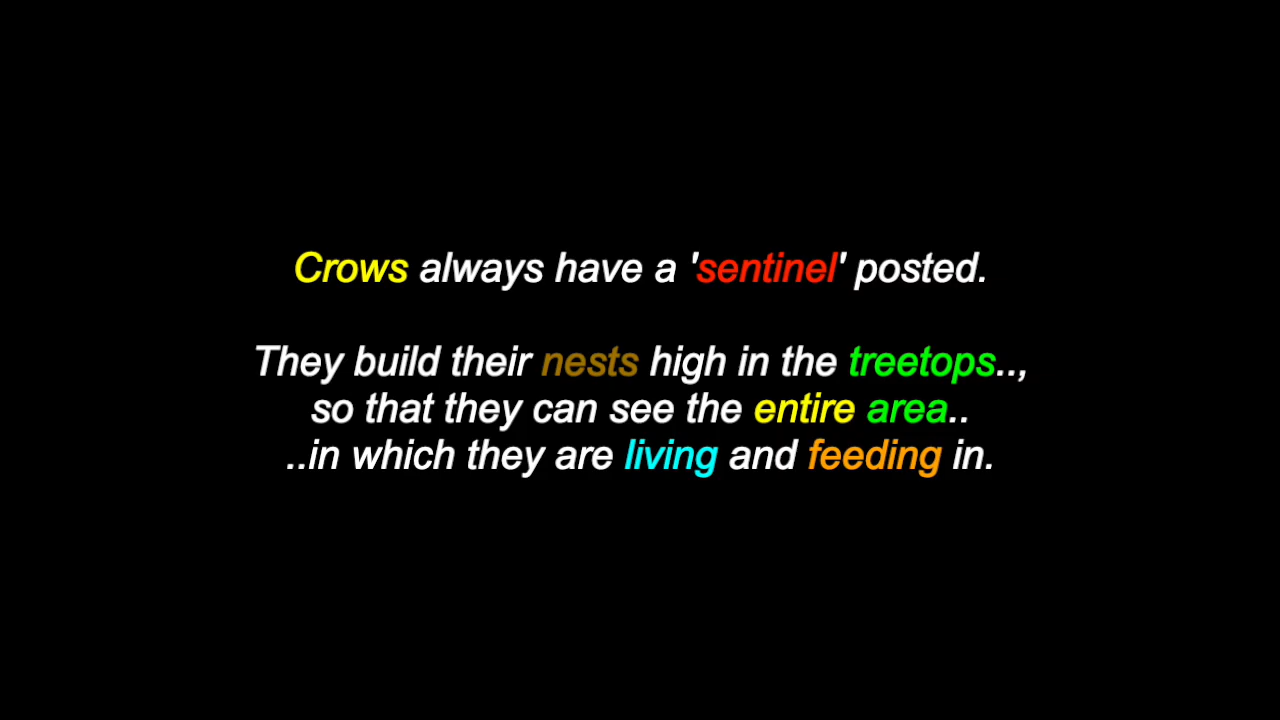 Crows always have a 'sentinel' posted.
They build their nests high in the treetops..,
so that they can see the entire area..
..in which they are living and feeding in.